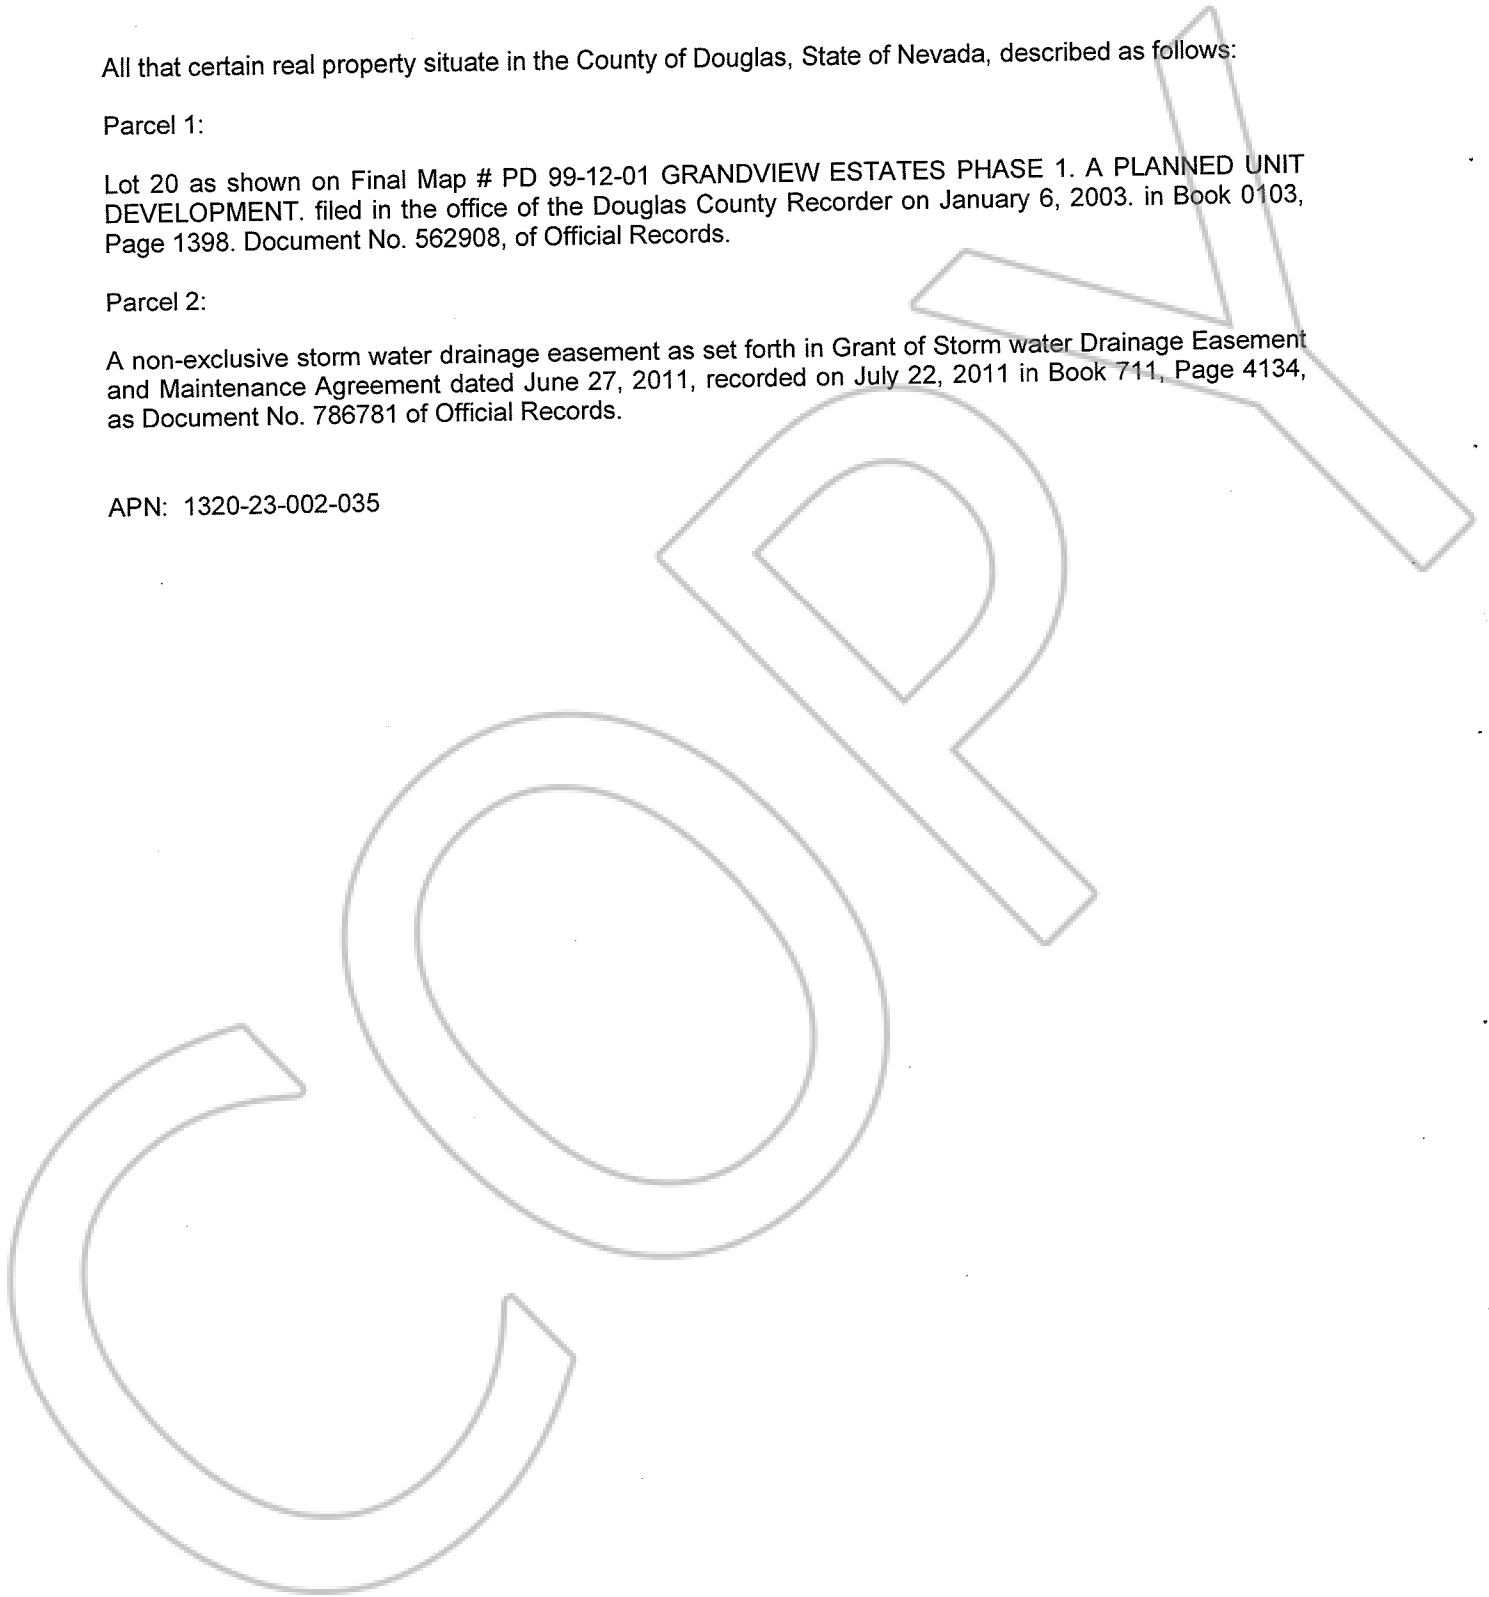 All that certain real property situate in the County of Douglas, State of Nevada, described as follows:
Parcel 1:
Lot 20 as shown on Final Map # PD 99-12-01 GRANDVIEW ESTATES PHASE 1. A PLANNED UNIT
DEVELOPMENT. filed in the office of the Douglas County Recorder on January 6, 2003. in Book 0103,
Page 1398. Document No. 562908, of Official Records.
Parcel 2:
A non-exclusive storm water drainage easement as set forth in Grant of Storm water Drainage Easement
and Maintenance Agreement dated June 27, 2011, recorded on July 22, 2011 in Book 711, Page 4134,
as Document No. 786781 of Official Records.
APN: 1320-23-002-035
COPY